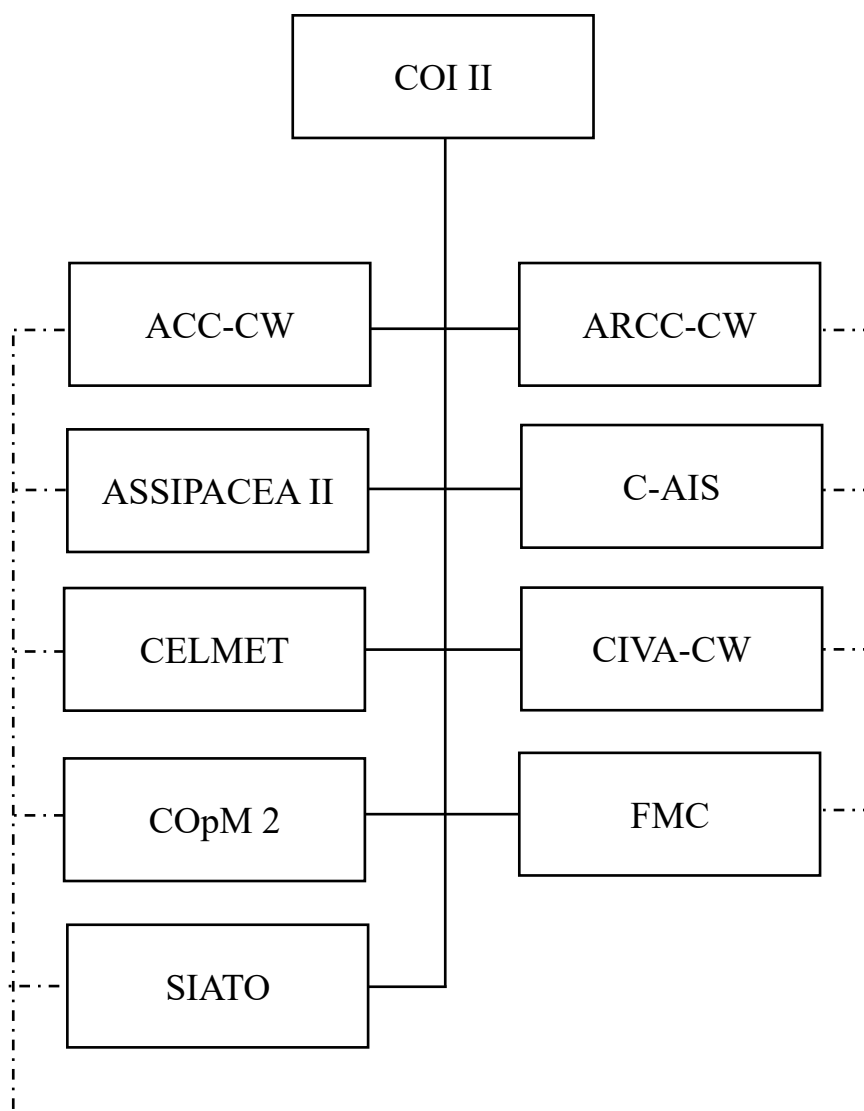 COI II
ACC-CW
ARCC-CW
ASSIPACEA II
C-AIS
CELMET
CIVA-CW
COpM 2
FMC
SIATO